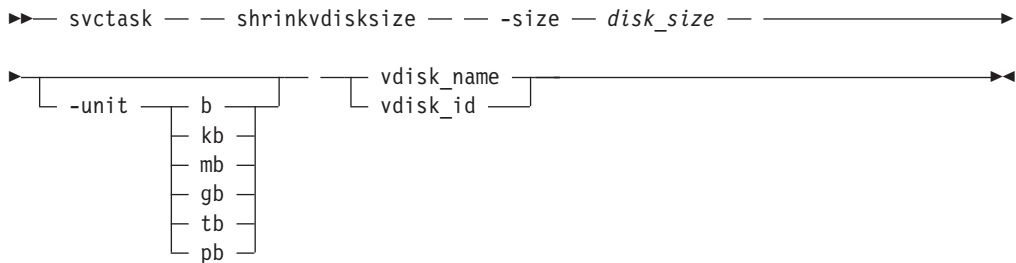 svctask shrinkvdisksize -size disk_size
vdisk_name
-unit b vdisk_id
kb
mb
gb
tb
pb